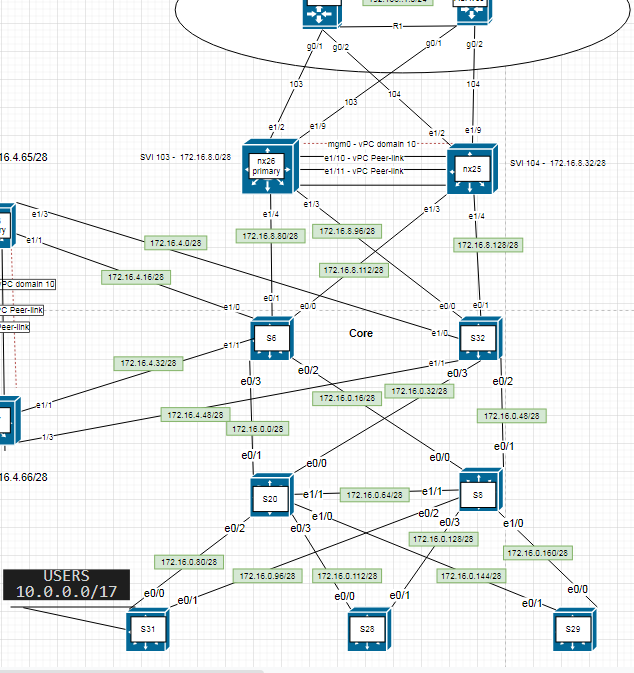 R1
g0/1
g0/2
g0/1
g0/2
103
104
103
104
e1/2
e1/9
e1/2
e1/9
mgm0 - vPC domain 10
e1/10 - vPC Peer-link
e1/11 - vPC Peer-link
SVI 103 - 172.16.8.0/28
nx26
primary
nx25
SVI 104 - 172.16.8.32/28
16.4.65/28
e1/3
e1/4
e1/3
e1/3
e1/4
e1/1
172.16.4.0/28
172.16.8.80/28
172.16.8.96/28
172.16.8.128/28
172.16.4.16/28
172.16.8.112/28
PC domain 10
C Peer-link
eer-link
e1/0
e0/1
e0/0
e0/0
e0/1
S6
Core
e1/0
S32
e1/1
e1/1
172.16.4.32/28
e0/3
e0/2
e0/3
e0/2
172.16.0.32/28
172.16.0.16/28
e1/1
172.16.4.48/28
172.16.0.0/28
172.16.0.48/28
1/3
e0/1
e0/0
e0/0
e0/1
16.4.66/28
S20
e1/1
172.16.0.64/28
e1/1
S8
e0/2
e0/3
e1/0
e0/2
e0/3
e1/0
172.16.0.128/28
172.16.0.160/28
172.16.0.80/28
172.16.0.96/28
172.16.0.112/28
172.16.0.144/28
USERS
10.0.0.0/17
e0/0
e0/1
e0/0
e0/1
e0/1
e0/0
S31
S28
S29